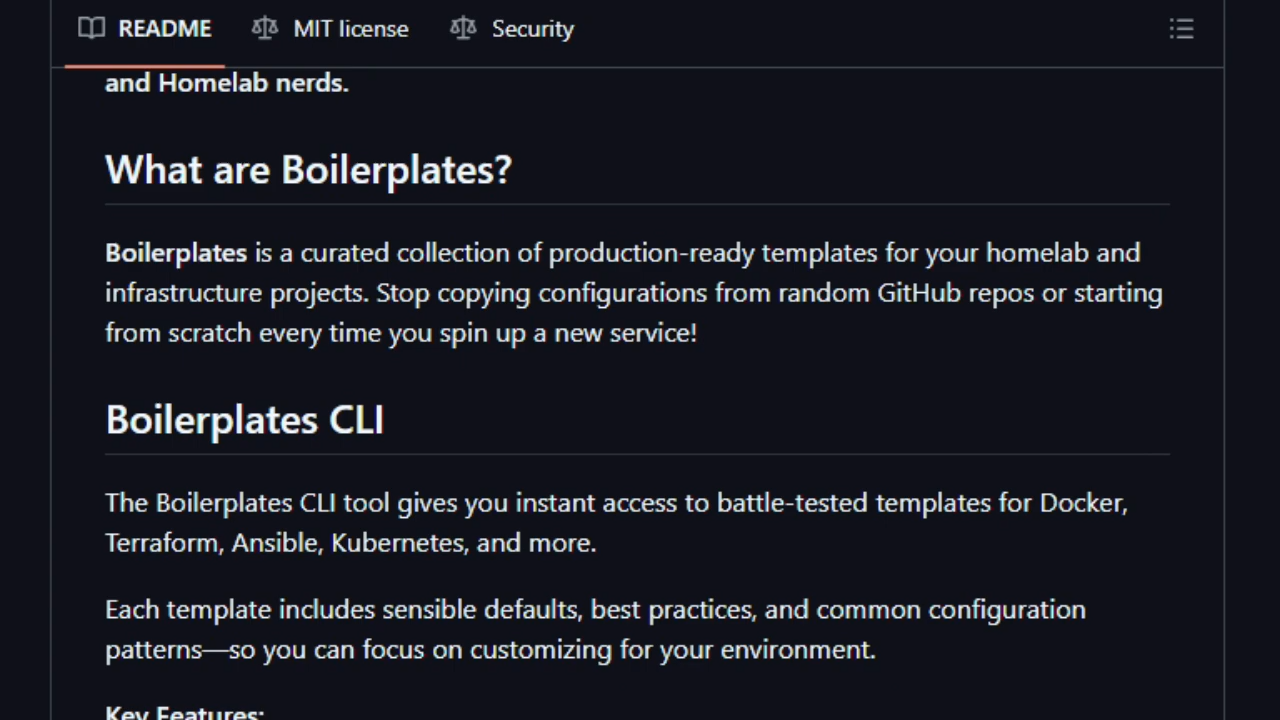 README MIT license Security
and Homelab nerds.
What are Boilerplates?
Boilerplates is a curated collection of production-ready templates for your homelab and
infrastructure projects. Stop copying configurations from random GitHub repos or starting
from scratch every time you spin up a new service!
Boilerplates CLI
The Boilerplates CLI tool gives you instant access to battle-tested templates for Docker,
Terraform, Ansible, Kubernetes, and more.
Each template includes sensible defaults, best practices, and common configuration
patterns—so you can focus on customizing for your environment.
Key Features: